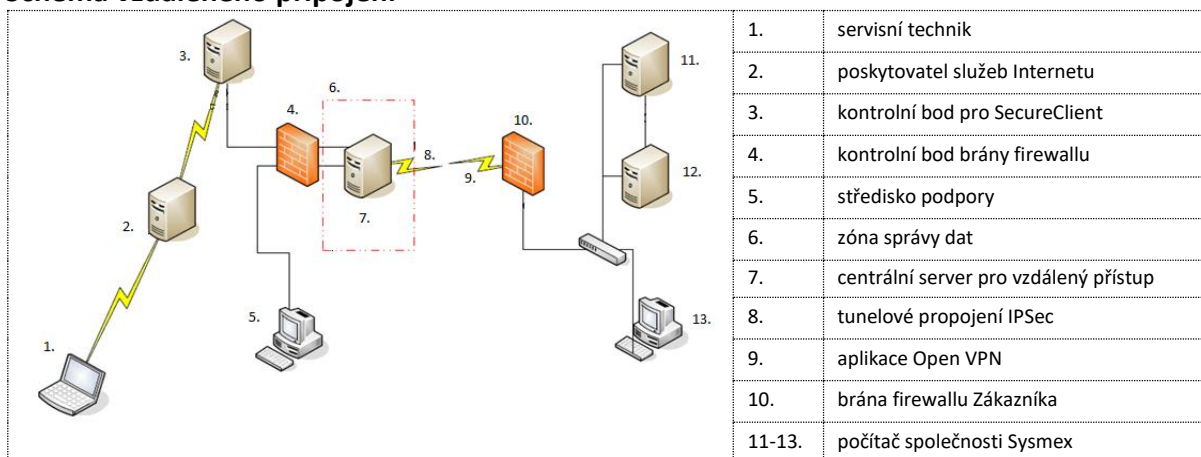 3.
11.
6.
4.
10.
8.
9.
12.
7.
2.
5.
13.
1.
1. servisní technik
2. poskytovatel služeb Internetu
3. kontrolní bod pro SecureClient
4. kontrolní bod brány firewallu
5. středisko podpory
6. zóna správy dat
7. centrální server pro vzdálený přístup
8. tunelové propojení IPSec
9. aplikace Open VPN
10. brána firewallu Zákazníka
11-13. počítač společnosti Sysmex